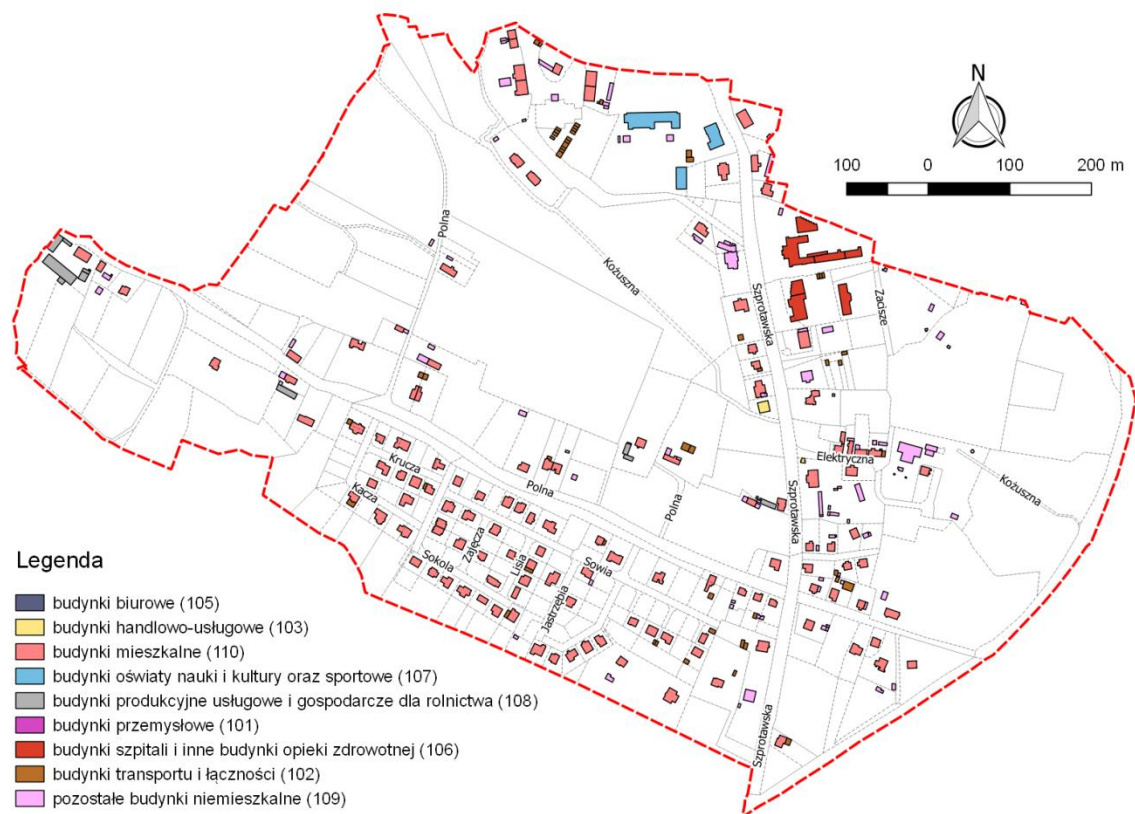 N
100 0 100 200 m
Polna
Kożuszna
Szprotawska
Zacisze
Elektryczna
Krucza
Kacza
Polna
Polna
Szprotawska
Kożuszna
Zajęcza
Lisia
Sowia
Sokola
Jastrzębia
Szprotawska
Legenda
budynki biurowe (105)
budynki handlowo-usługowe (103)
budynki mieszkalne (110)
budynki oświaty nauki i kultury oraz sportowe (107)
budynki produkcyjne usługowe i gospodarcze dla rolnictwa (108)
budynki przemysłowe (101)
budynki szpitali i inne budynki opieki zdrowotnej (106)
budynki transportu i łączności (102)
pozostałe budynki niemieszkalne (109)